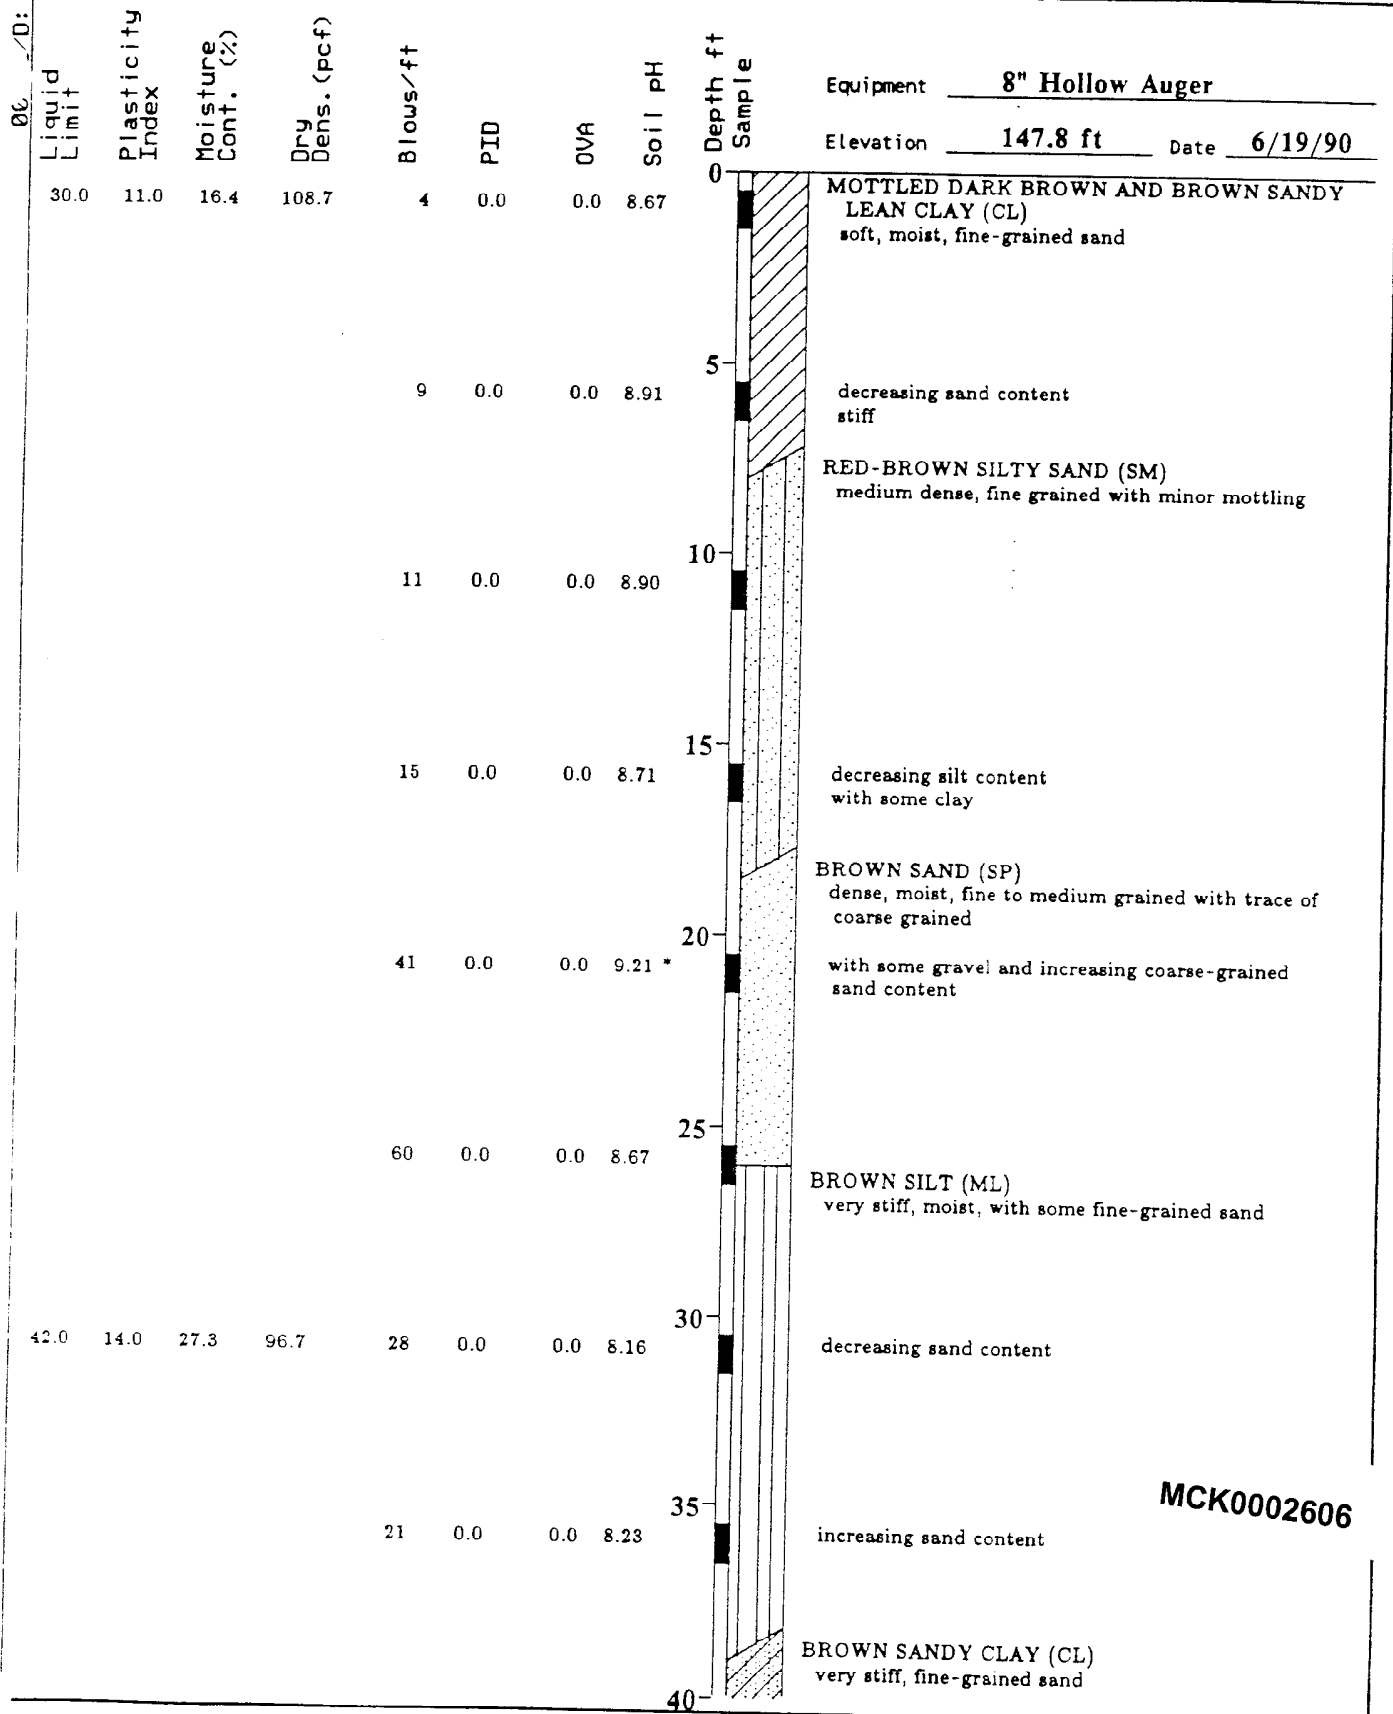 Liquid Limit
Plasticity Index
Moisture Cont. (%)
Dry Dens. (pcf)
Blows/ft
PID
OVA
Soil pH
Depth ft
Sample
Equipment 8" Hollow Auger
Elevation 147.8 ft Date 6/19/90
0
30.0 11.0 16.4 108.7 4 0.0 0.0 8.67
MOTTLED DARK BROWN AND BROWN SANDY
LEAN CLAY (CL)
soft, moist, fine-grained sand
5
9 0.0 0.0 8.91 decreasing sand content
stiff
RED-BROWN SILTY SAND (SM)
medium dense, fine grained with minor mottling
10
11 0.0 0.0 8.90
15
15 0.0 0.0 8.71 decreasing silt content
with some clay
BROWN SAND (SP)
dense, moist, fine to medium grained with trace of
coarse grained
20
41 0.0 0.0 9.21 * with some gravel and increasing coarse-grained
sand content
25
60 0.0 0.0 8.67
BROWN SILT (ML)
very stiff, moist, with some fine-grained sand
30
42.0 14.0 27.3 96.7 28 0.0 0.0 8.16 decreasing sand content
MCK0002606
35
21 0.0 0.0 8.23 increasing sand content
BROWN SANDY CLAY (CL)
very stiff, fine-grained sand
40